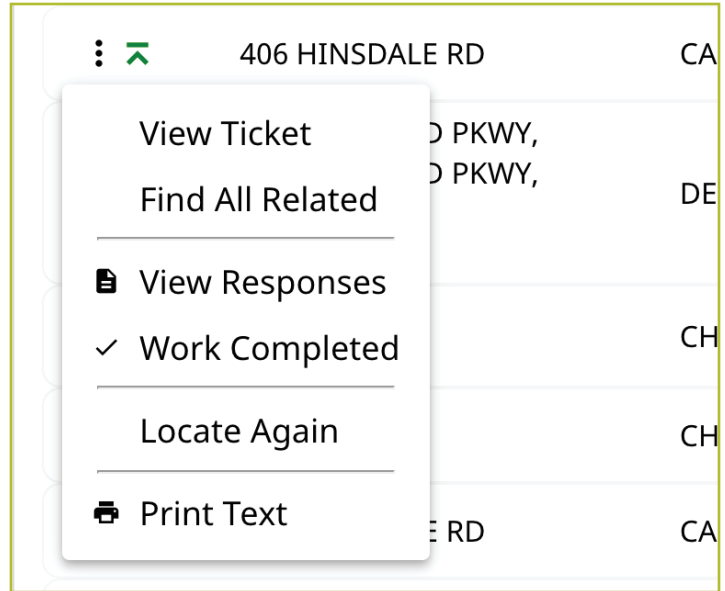 406 HINSDALE RD
CA
View Ticket
PKWY,
Find All Related
PKWY,
DE
View Responses
CH
Work Completed
Locate Again
CH
Print Text
RD
CA